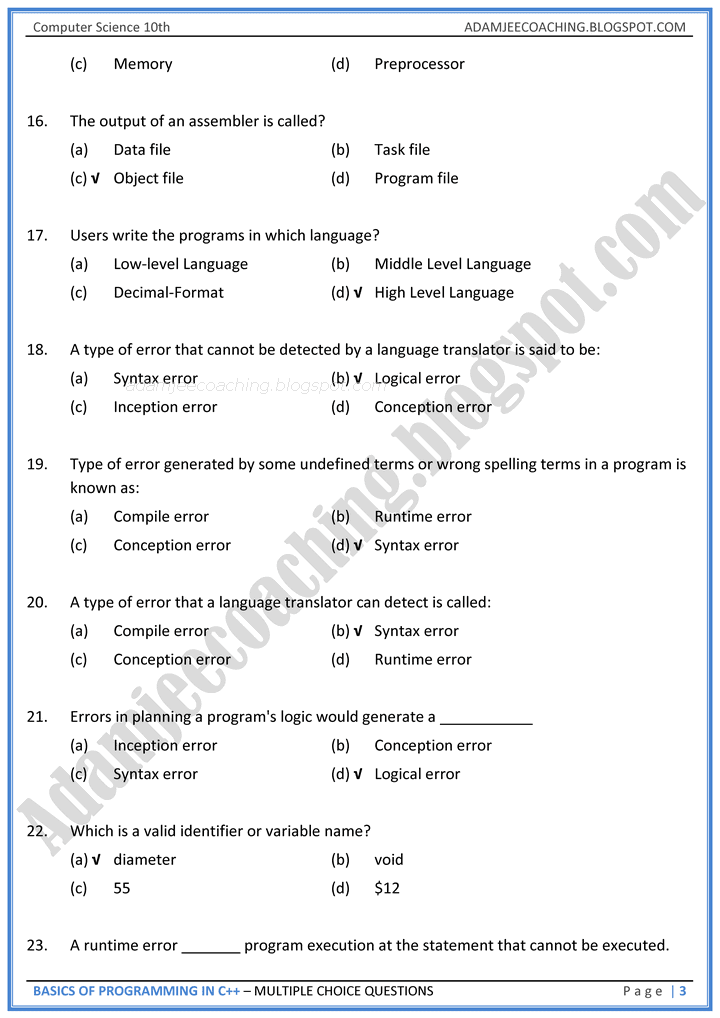 Computer Science 10th ADAMJEECOACHING.BLOGSPOT.COM
(c) Memory (d) Preprocessor
16. The output of an assembler is called?
(a) Data file (b) Task file
(c) √ Object file (d) Program file
17. Users write the programs in which language?
(a) Low-level Language (b) Middle Level Language
(c) Decimal-Format (d) √ High Level Language
18. A type of error that cannot be detected by a language translator is said to be:
(a) Syntax error (b) √ Logical error
adamjeecoaching.blogspot.com
(c) Inception error (d) Conception error
19. Type of error generated by some undefined terms or wrong spelling terms in a program is
known as:
(a) Compile error (b) Runtime error
(c) Conception error (d) √ Syntax error
20. A type of error that a language translator can detect is called:
(a) Compile error (b) √ Syntax error
(c) Conception error (d) Runtime error
21. Errors in planning a program's logic would generate a ___________
(a) Inception error (b) Conception error
(c) Syntax error (d) √ Logical error
22. Which is a valid identifier or variable name?
(a) √ diameter (b) void
(c) 55 (d) $12
23. A runtime error _______ program execution at the statement that cannot be executed.
BASICS OF PROGRAMMING IN C++ – MULTIPLE CHOICE QUESTIONS Page | 3
Adamjeecoaching.blogspot.com